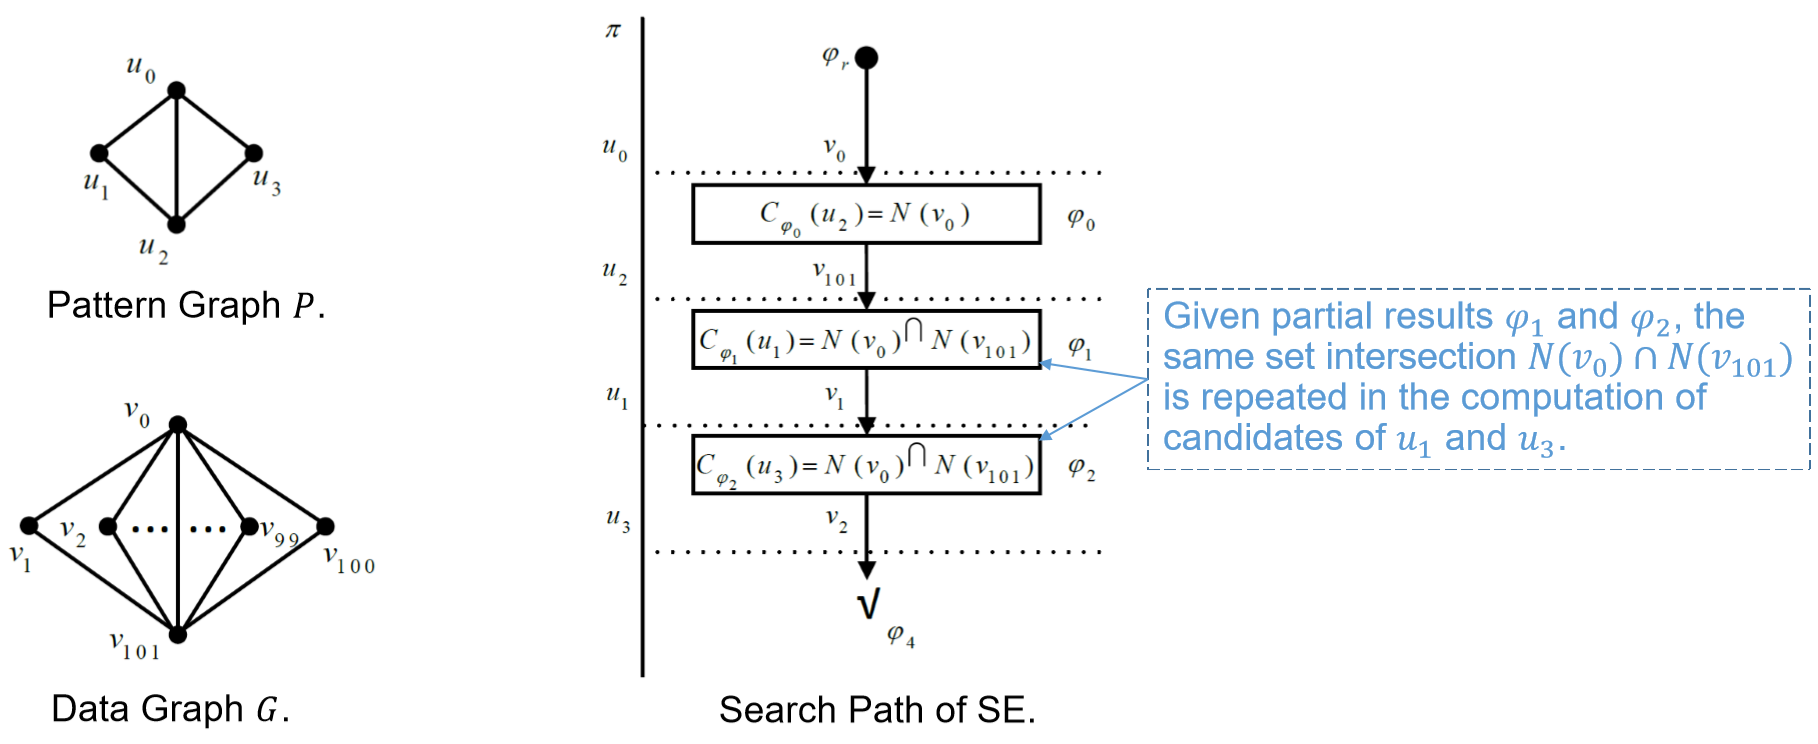 u0
u1
u3
u2
Pattern Graph P.
v0
v1
v2
... ...
v99
v100
v101
Data Graph G.
π
φr
u0
v0
Cφ0 (u2)= N (v0)
φ0
u2
v101
Cφ1 (u1)= N (v0)∩ N (v101)
φ1
u1
v1
Cφ2 (u3)= N (v0)∩ N (v101)
φ2
u3
v2
√
φ4
Search Path of SE.
Given partial results φ1 and φ2, the
same set intersection N(v0) ∩ N(v101)
is repeated in the computation of
candidates of u1 and u3.